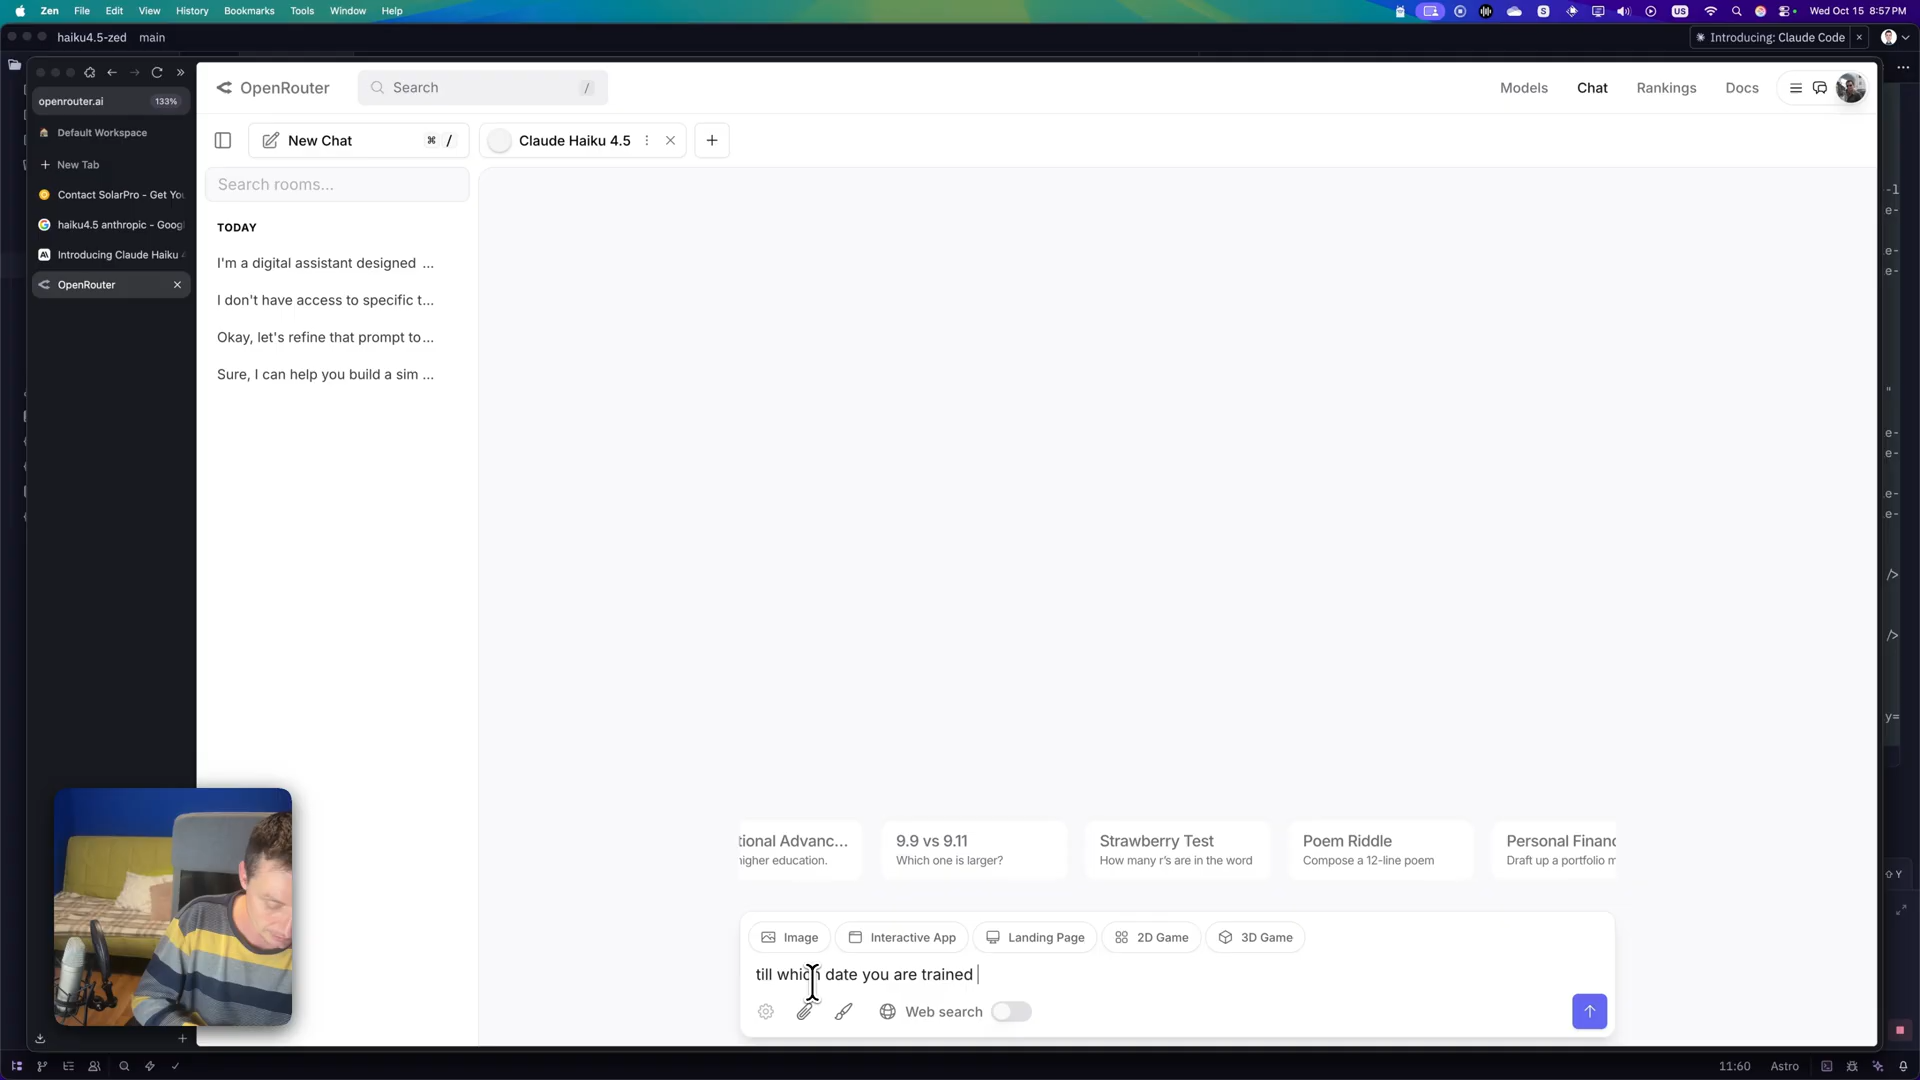 Zen File Edit View History Bookmarks Tools Window Help
US Wed Oct 15 8:57 PM
haiku4.5-zed main
Introducing: Claude Code
openrouter.ai 133%
Default Workspace
New Tab
Contact SolarPro - Get You
haiku4.5 anthropic - Googl
Introducing Claude Haiku
OpenRouter
OpenRouter Search / Models Chat Rankings Docs
New Chat ⌘ / Claude Haiku 4.5
Search rooms...
TODAY
I'm a digital assistant designed ...
I don't have access to specific t...
Okay, let's refine that prompt to...
Sure, I can help you build a sim ...
tional Advanc... 9.9 vs 9.11 Strawberry Test Poem Riddle Personal Financ
higher education. Which one is larger? How many r's are in the word Compose a 12-line poem Draft up a portfolio m
Image Interactive App Landing Page 2D Game 3D Game
till which date you are trained
Web search
11:60 Astro